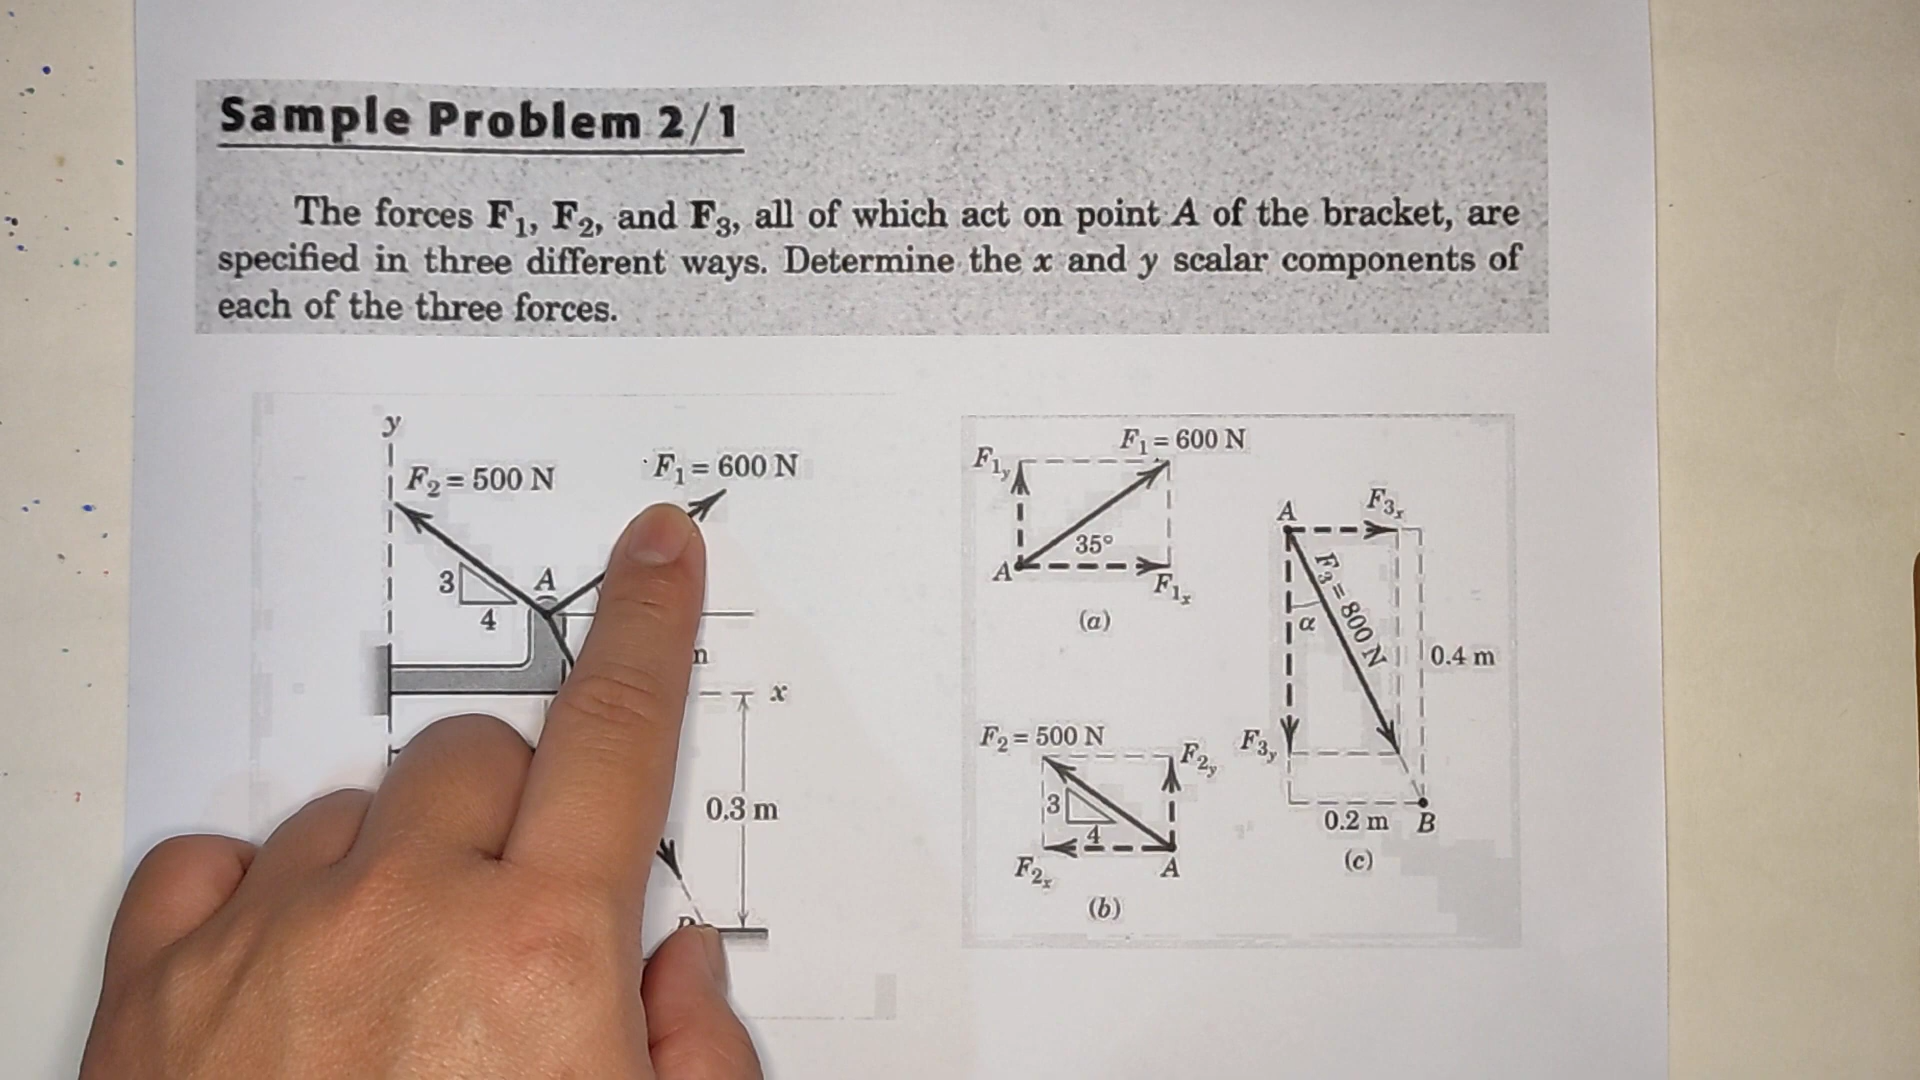 Sample Problem 2/1
The forces F₁, F₂, and F₃, all of which act on point A of the bracket, are
specified in three different ways. Determine the x and y scalar components of
each of the three forces.
y
F₂ = 500 N
F₁ = 600 N
3
4
A
x
0.3 m
F₁ = 600 N
F₁y
35°
A
F₁x
(a)
F₂ = 500 N
F₂y
3
4
F₂x
A
(b)
A
F₃x
F₃ = 800 N
α
0.4 m
F₃y
0.2 m B
(c)